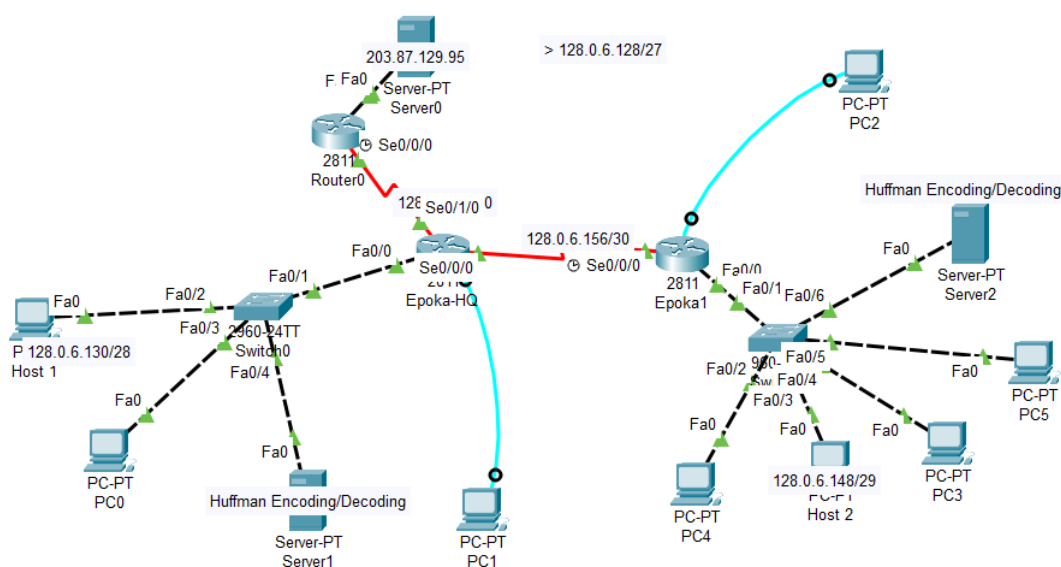 203.87.129.95
> 128.0.6.128/27
Fa0
Server-PT
Server0
Se0/0/0
2811
Router0
PC-PT
PC2
Huffman Encoding/Decoding
Se0/1/0
128.0.6.156/30
Fa0
Fa0/0
Se0/0/0
Se0/0/0
2811
Epoka1
Fa0/0
Server-PT
Server2
Fa0/1
Epoka-HQ
Fa0/1
Fa0/6
Fa0
Fa0/2
2960-24TT
Switch0
Fa0/3
P 128.0.6.130/28
Host 1
Fa0/4
Fa0/5
Fa0/2
Fa0/4
Fa0
PC-PT
PC5
Fa0/3
Fa0
Fa0
Fa0
Fa0
Fa0
PC-PT
PC0
Huffman Encoding/Decoding
128.0.6.148/29
Host 2
PC-PT
PC3
Server-PT
Server1
PC-PT
PC1
PC-PT
PC4